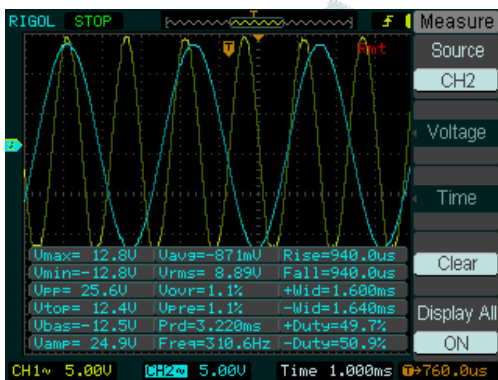 RIGOL STOP Measure
Source
CH2
Rmt
Voltage
Time
Clear
Display All
ON
Vmax= 12.8V Vavg=-871mV Rise=940.0us
Vmin=-12.8V Vrms= 8.89V Fall=940.0us
Vpp= 25.6V Vovr=1.1% +Wid=1.600ms
Vtop= 12.4V Vpre=1.1% -Wid=1.640ms
Vbas=-12.5V Prd=3.220ms +Duty=49.7%
Vamp= 24.9V Freq=310.6Hz -Duty=50.9%
CH1~ 5.00V CH2~ 5.00V Time 1.000ms T→760.0us